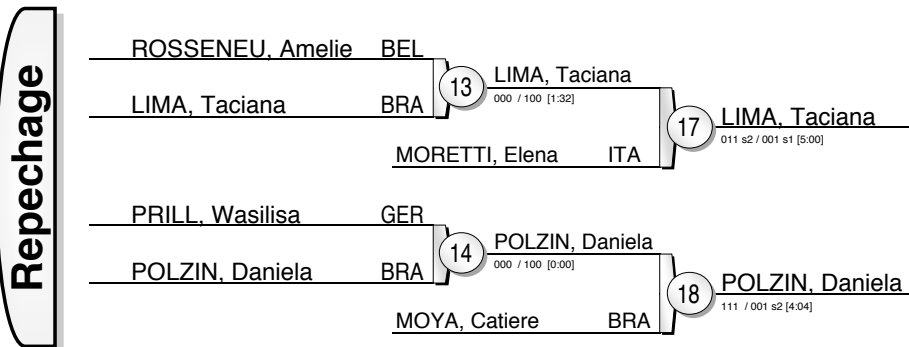 Repechage
ROSSENEU, Amelie BEL
LIMA, Taciana BRA
13
LIMA, Taciana
000 / 100 [1:32]
MORETTI, Elena ITA
17
LIMA, Taciana
011 s2 / 001 s1 [5:00]
PRILL, Wasilisa GER
POLZIN, Daniela BRA
14
POLZIN, Daniela
000 / 100 [0:00]
MOYA, Catiere BRA
18
POLZIN, Daniela
111 / 001 s2 [4:04]